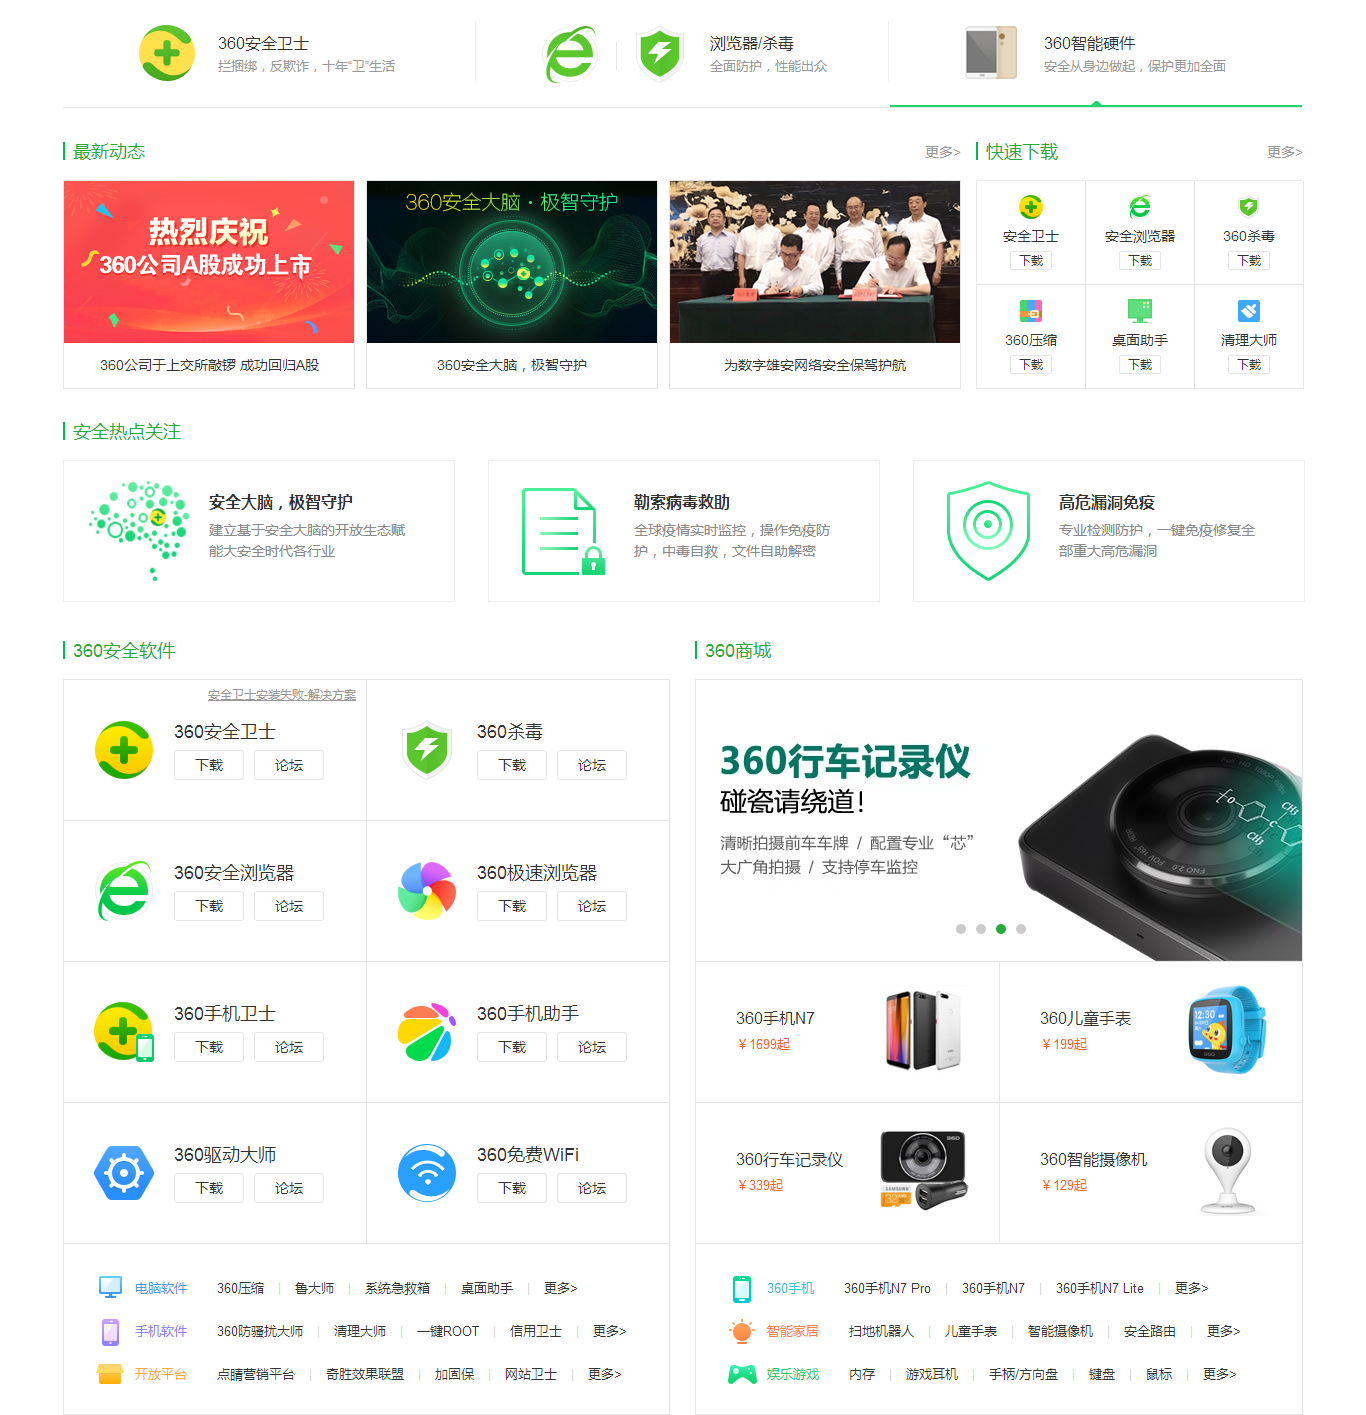 360安全卫士
拦捆绑，反欺诈，十年“卫”生活
浏览器/杀毒
全面防护，性能出众
360智能硬件
安全从身边做起，保护更加全面
最新动态
更多>
快速下载
更多>
热烈庆祝
360公司A股成功上市
360安全大脑·极智守护
360公司于上交所敲锣 成功回归A股
360安全大脑，极智守护
为数字雄安网络安全保驾护航
安全卫士
安全浏览器
360杀毒
下载
下载
下载
360压缩
桌面助手
清理大师
下载
下载
下载
安全热点关注
安全大脑，极智守护
建立基于安全大脑的开放生态赋
能大安全时代各行业
勒索病毒救助
全球疫情实时监控，操作免疫防
护，中毒自救，文件自助解密
高危漏洞免疫
专业检测防护，一键免疫修复全
部重大高危漏洞
360安全软件
安全卫士安装失败-解决方案
360安全卫士
下载
论坛
360杀毒
下载
论坛
360安全浏览器
下载
论坛
360极速浏览器
下载
论坛
360手机卫士
下载
论坛
360手机助手
下载
论坛
360驱动大师
下载
论坛
360免费WiFi
下载
论坛
电脑软件 360压缩 鲁大师 系统急救箱 桌面助手 更多>
手机软件 360防骚扰大师 清理大师 一键ROOT 信用卫士 更多>
开放平台 点睛营销平台 奇胜效果联盟 加固保 网站卫士 更多>
360商城
360行车记录仪
碰瓷请绕道！
清晰拍摄前车车牌 / 配置专业“芯”
大广角拍摄 / 支持停车监控
CH3
CH3
FNO 2.0
360手机N7
￥1699起
360儿童手表
￥199起
12:30
360行车记录仪
￥339起
360
SAMSUNG
32
360智能摄像机
￥129起
360手机 360手机N7 Pro 360手机N7 360手机N7 Lite 更多>
智能家居 扫地机器人 儿童手表 智能摄像机 安全路由 更多>
娱乐游戏 内存 游戏耳机 手柄/方向盘 键盘 鼠标 更多>